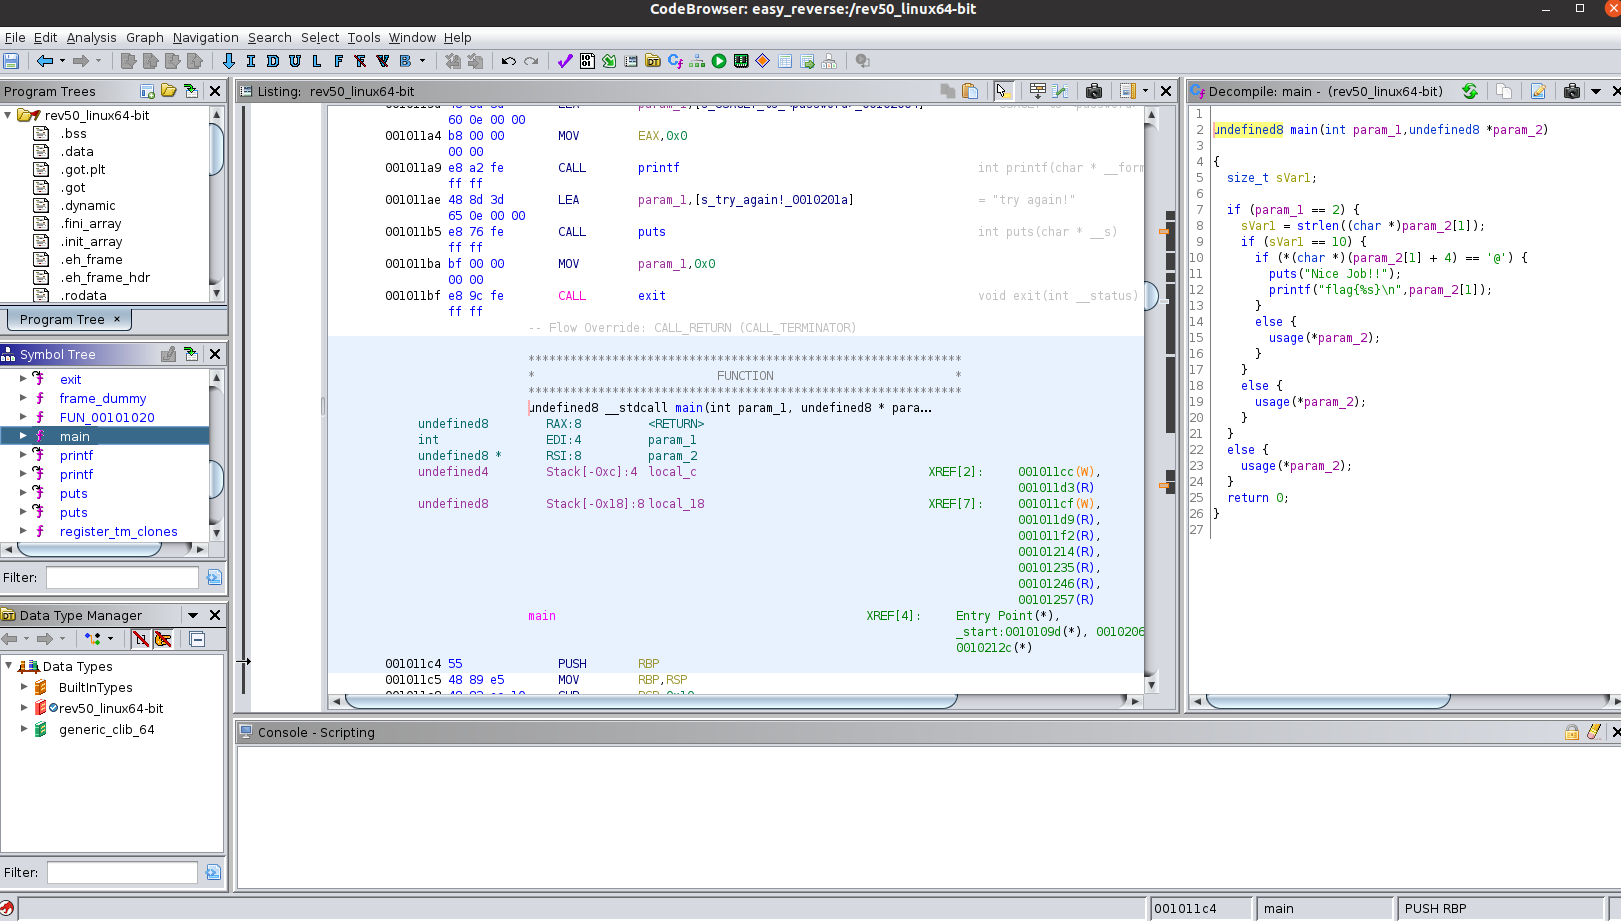 CodeBrowser: easy_reverse:/rev50_linux64-bit
File Edit Analysis Graph Navigation Search Select Tools Window Help
I D U L F B
Program Trees
rev50_linux64-bit
.bss
.data
.got.plt
.got
.dynamic
.fini_array
.init_array
.eh_frame
.eh_frame_hdr
.rodata
Program Tree ×
Symbol Tree
exit
frame_dummy
FUN_00101020
main
printf
printf
puts
puts
register_tm_clones
Filter:
Data Type Manager
Data Types
BuiltInTypes
rev50_linux64-bit
generic_clib_64
Filter:
Listing: rev50_linux64-bit
60 0e 00 00
001011a4 b8 00 00 MOV EAX,0x0
00 00
001011a9 e8 a2 fe CALL printf int printf(char * __form
ff ff
001011ae 48 8d 3d LEA param_1,[s_try_again!_0010201a] = "try again!"
65 0e 00 00
001011b5 e8 76 fe CALL puts int puts(char * __s)
ff ff
001011ba bf 00 00 MOV param_1,0x0
00 00
001011bf e8 9c fe CALL exit void exit(int __status)
ff ff
-- Flow Override: CALL_RETURN (CALL_TERMINATOR)
**************************************************************
* FUNCTION *
**************************************************************
undefined8 __stdcall main(int param_1, undefined8 * para...
undefined8 RAX:8 <RETURN>
int EDI:4 param_1
undefined8 * RSI:8 param_2
undefined4 Stack[-0xc]:4 local_c XREF[2]: 001011cc(W),
001011d3(R)
undefined8 Stack[-0x18]:8 local_18 XREF[7]: 001011cf(W),
001011d9(R),
001011f2(R),
00101214(R),
00101235(R),
00101246(R),
00101257(R)
main XREF[4]: Entry Point(*),
_start:0010109d(*), 0010206
0010212c(*)
001011c4 55 PUSH RBP
001011c5 48 89 e5 MOV RBP,RSP
Decompile: main - (rev50_linux64-bit)
1
2 undefined8 main(int param_1,undefined8 *param_2)
3
4 {
5 size_t sVar1;
6
7 if (param_1 == 2) {
8 sVar1 = strlen((char *)param_2[1]);
9 if (sVar1 == 10) {
10 if (*(char *)(param_2[1] + 4) == '@') {
11 puts("Nice Job!!");
12 printf("flag{%s}\n",param_2[1]);
13 }
14 else {
15 usage(*param_2);
16 }
17 }
18 else {
19 usage(*param_2);
20 }
21 }
22 else {
23 usage(*param_2);
24 }
25 return 0;
26 }
27
Console - Scripting
001011c4 main PUSH RBP